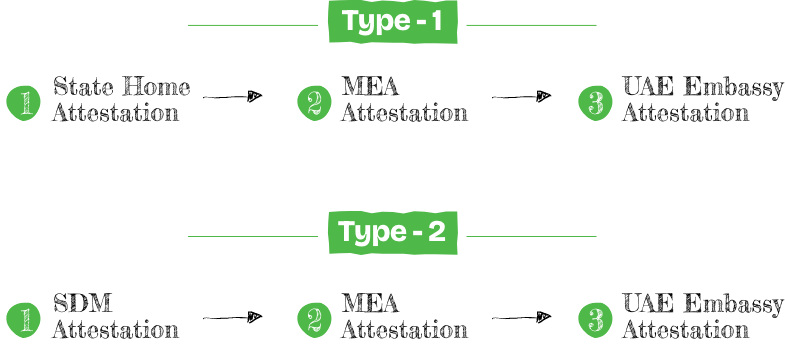 Type - 1
1 State Home Attestation
2 MEA Attestation
3 UAE Embassy Attestation
Type - 2
1 SDM Attestation
2 MEA Attestation
3 UAE Embassy Attestation